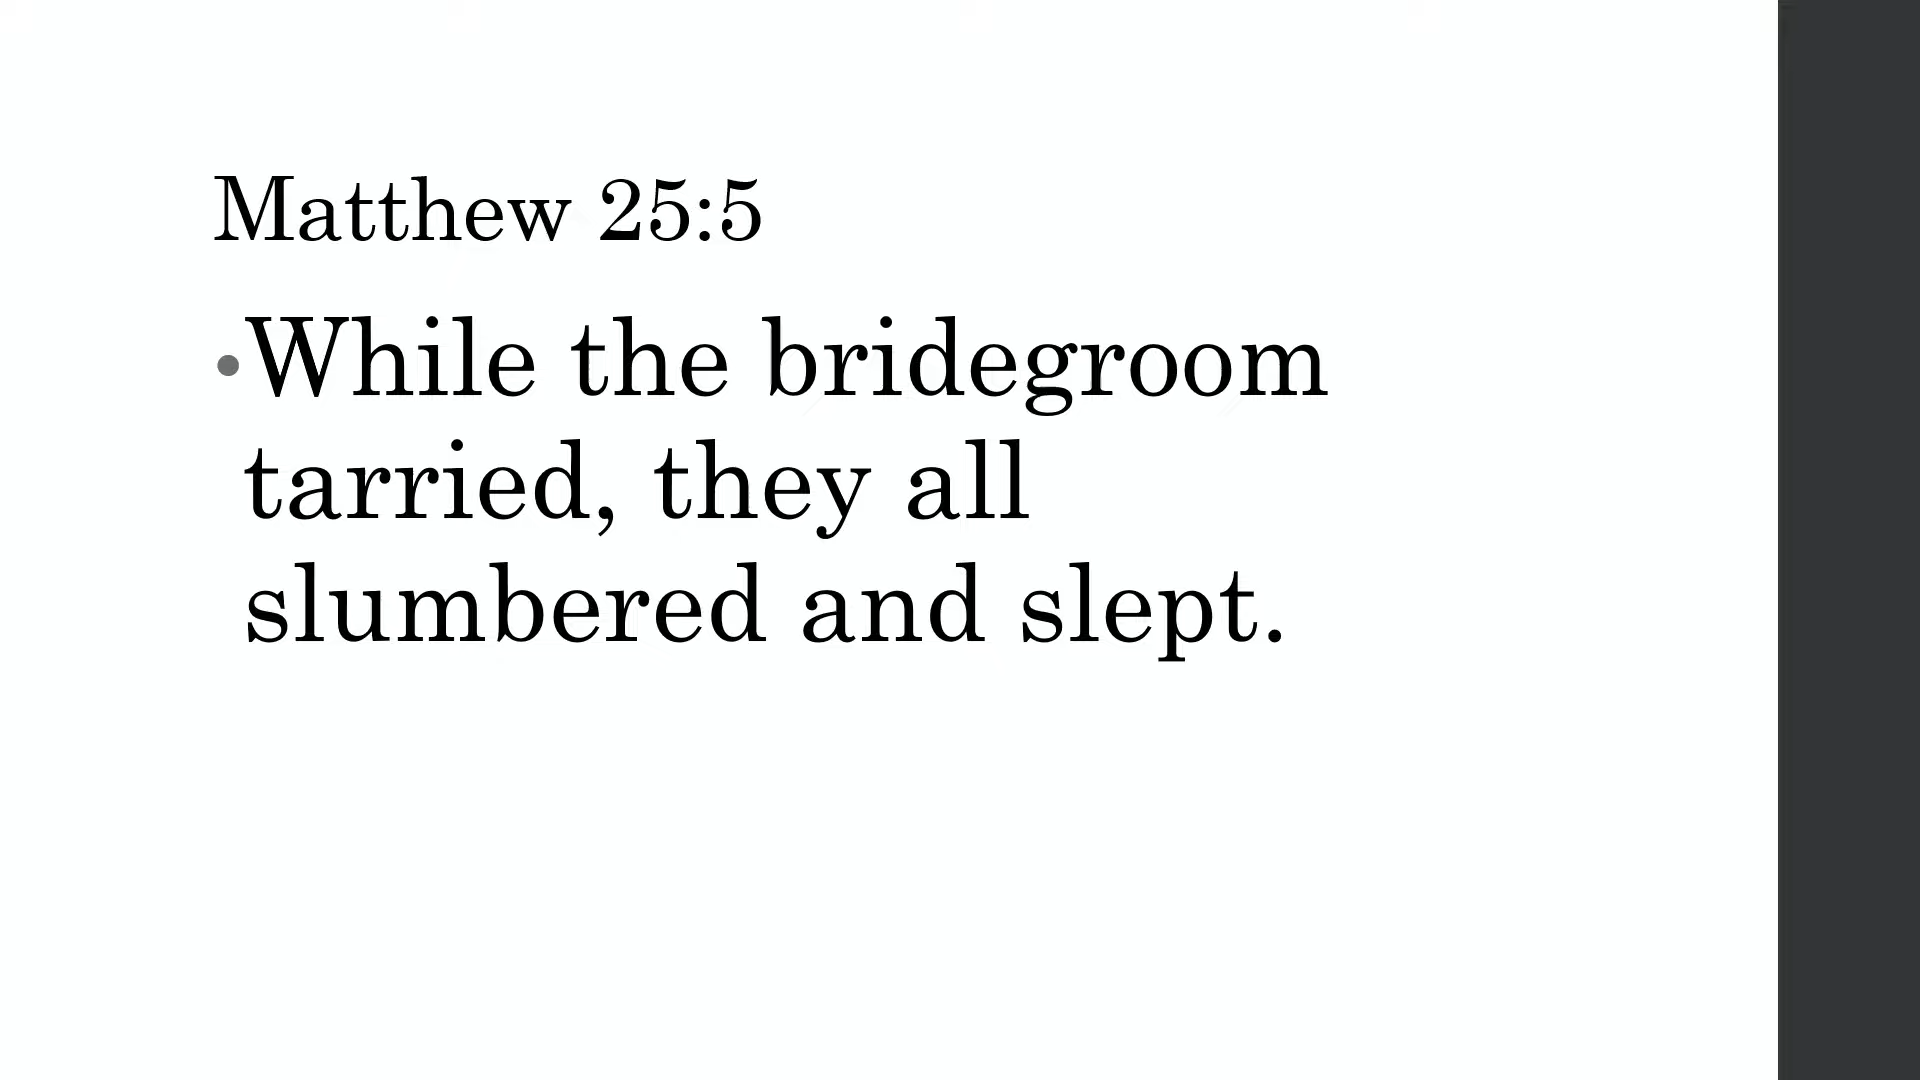 Matthew 25:5
•While the bridegroom
tarried, they all
slumbered and slept.